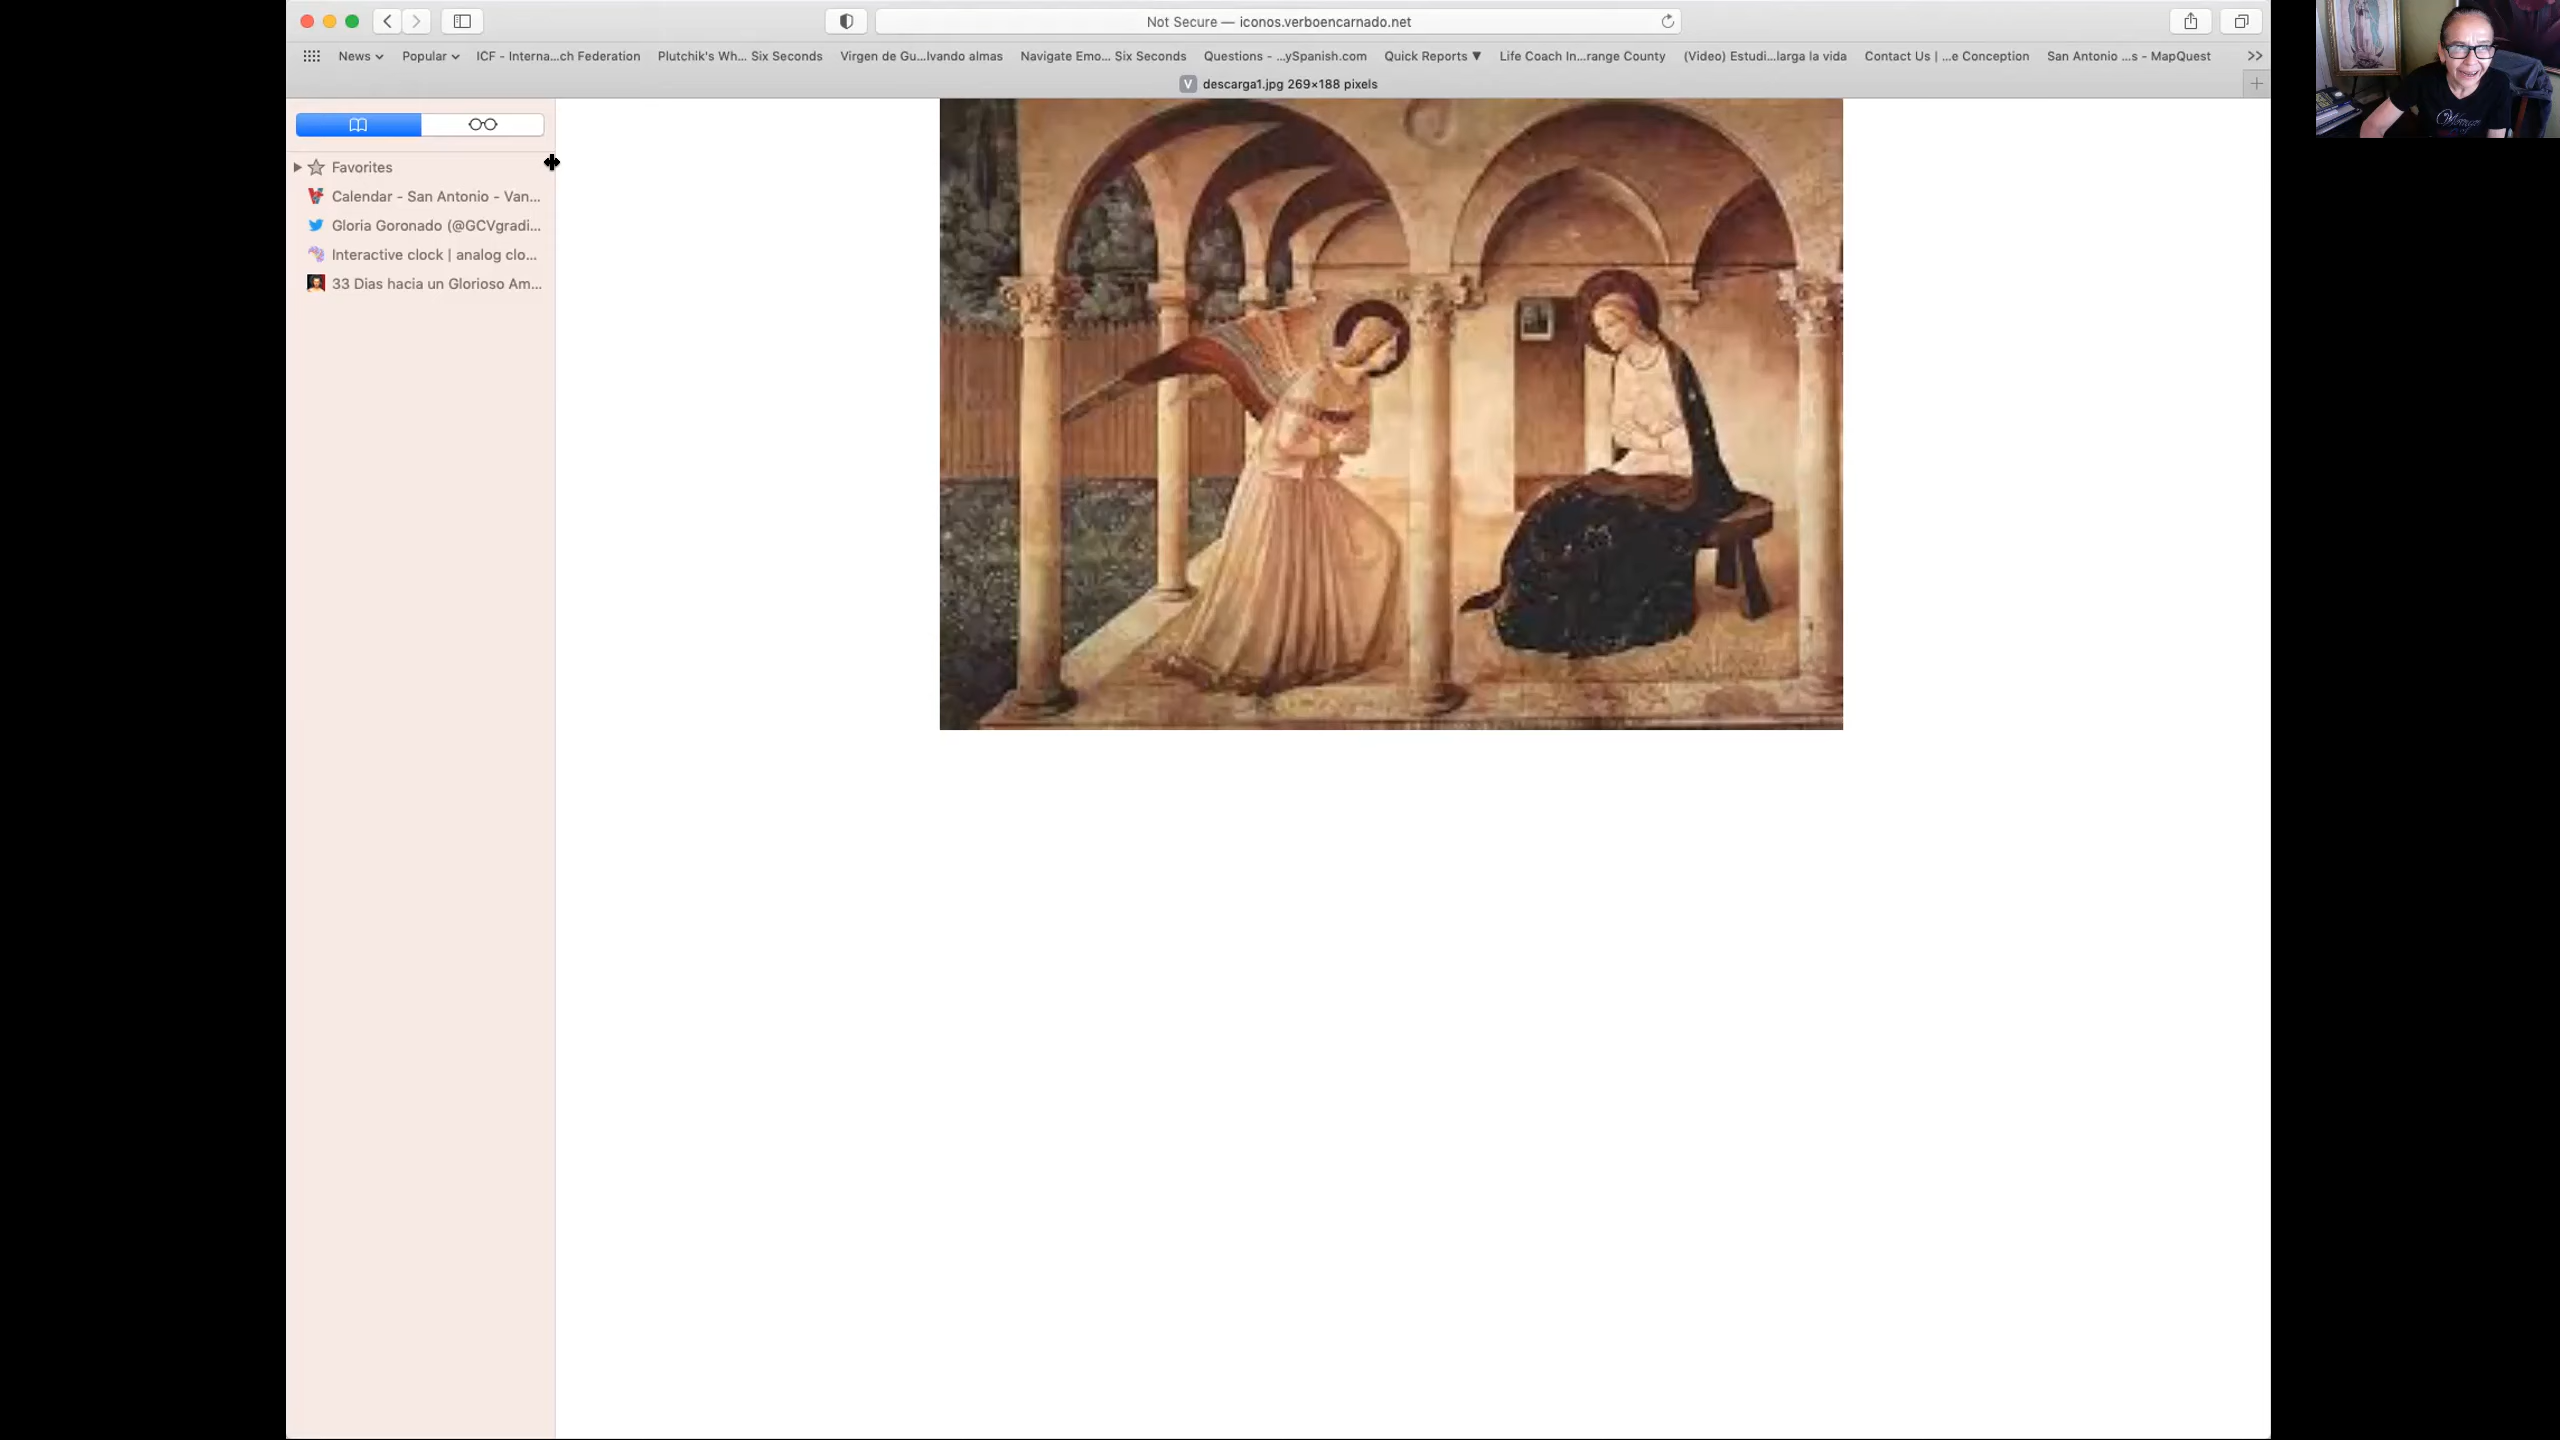 Not Secure — iconos.verboencarnado.net
News Popular ICF - Interna...ch Federation Plutchik's Wh... Six Seconds Virgen de Gu...lvando almas Navigate Emo... Six Seconds Questions - ...ySpanish.com Quick Reports ▼ Life Coach In...range County (Video) Estudi...larga la vida Contact Us | ...e Conception San Antonio ...s - MapQuest >>
V descarga1.jpg 269×188 pixels
Favorites
Calendar - San Antonio - Van...
Gloria Goronado (@GCVgradi...
Interactive clock | analog clo...
33 Dias hacia un Glorioso Am...